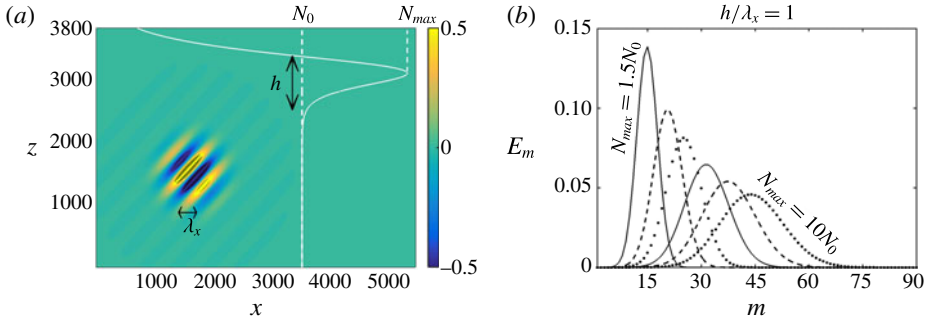 (a) N₀ Nₘₐₓ
3800
3000
2000
1000
z
h
λₓ
1000 2000 3000 4000 5000
x
0.5
0
−0.5
(b) h/λₓ = 1
0.15
0.10
0.05
0
Eₘ
Nₘₐₓ = 1.5N₀
Nₘₐₓ = 10N₀
15 30 45 60 75 90
m